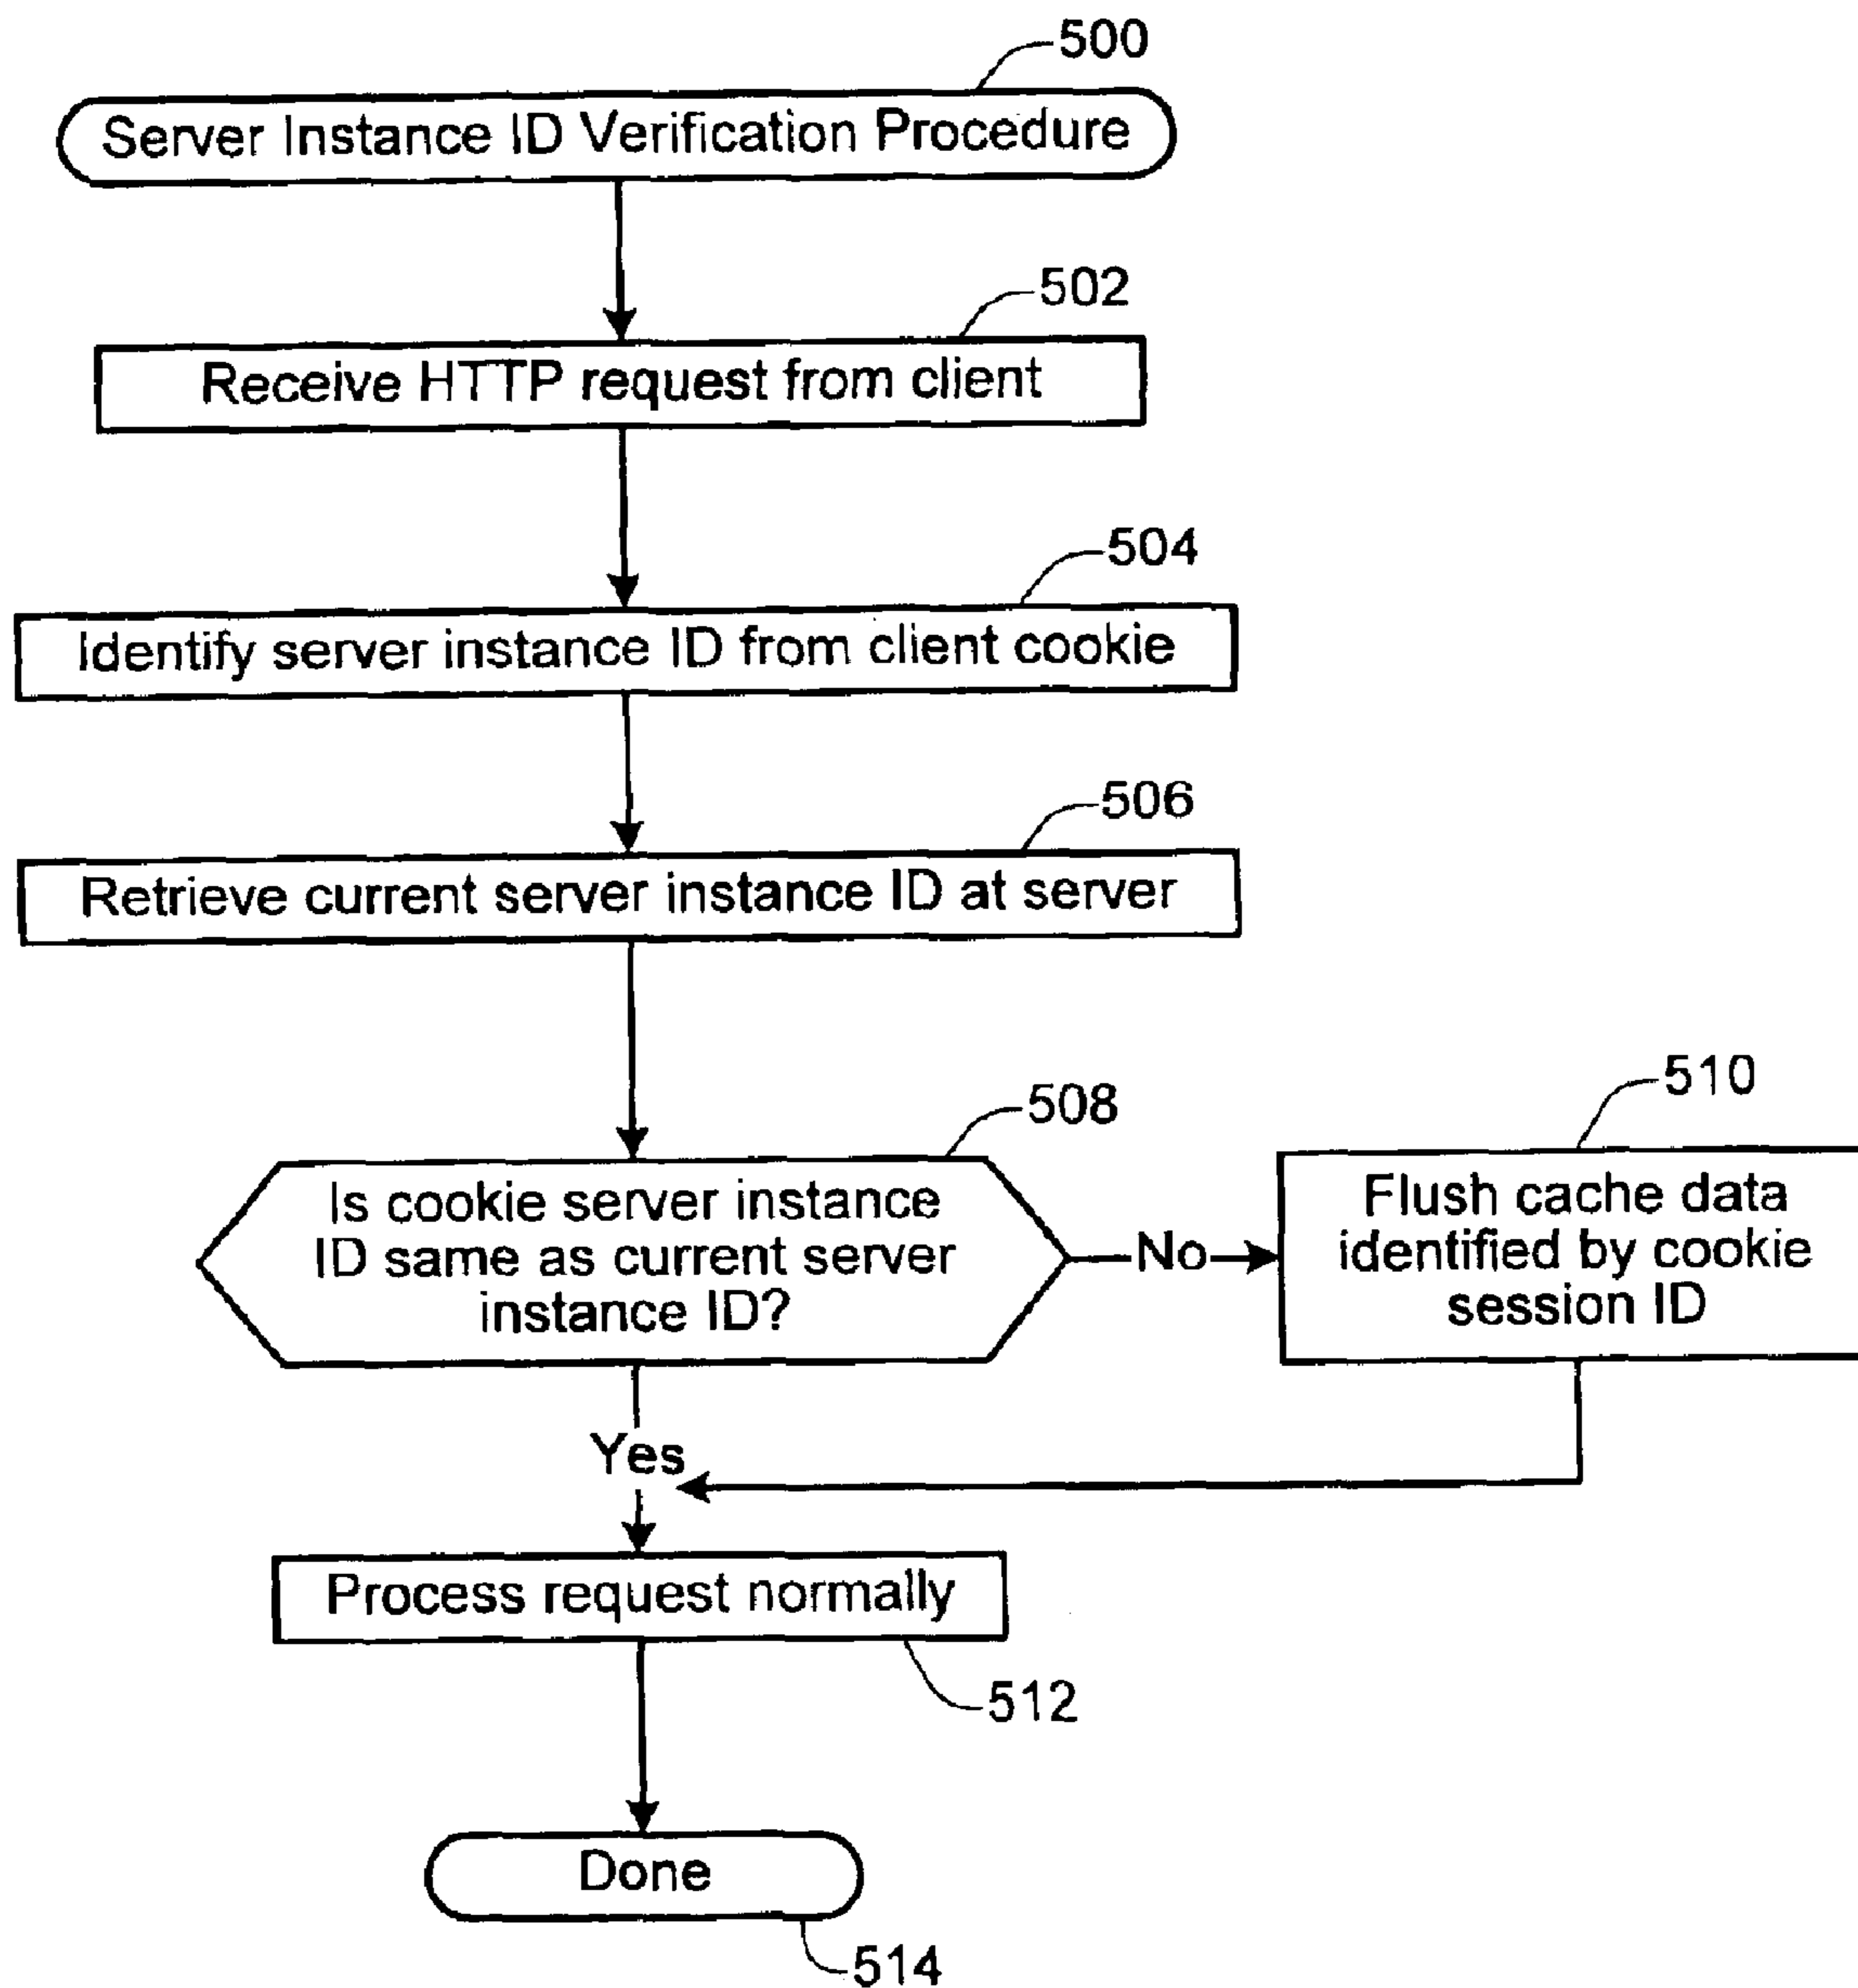 500
Server Instance ID Verification Procedure
502
Receive HTTP request from client
504
Identify server instance ID from client cookie
506
Retrieve current server instance ID at server
508
Is cookie server instance
ID same as current server
instance ID?
No
510
Flush cache data
identified by cookie
session ID
Yes
Process request normally
512
Done
514